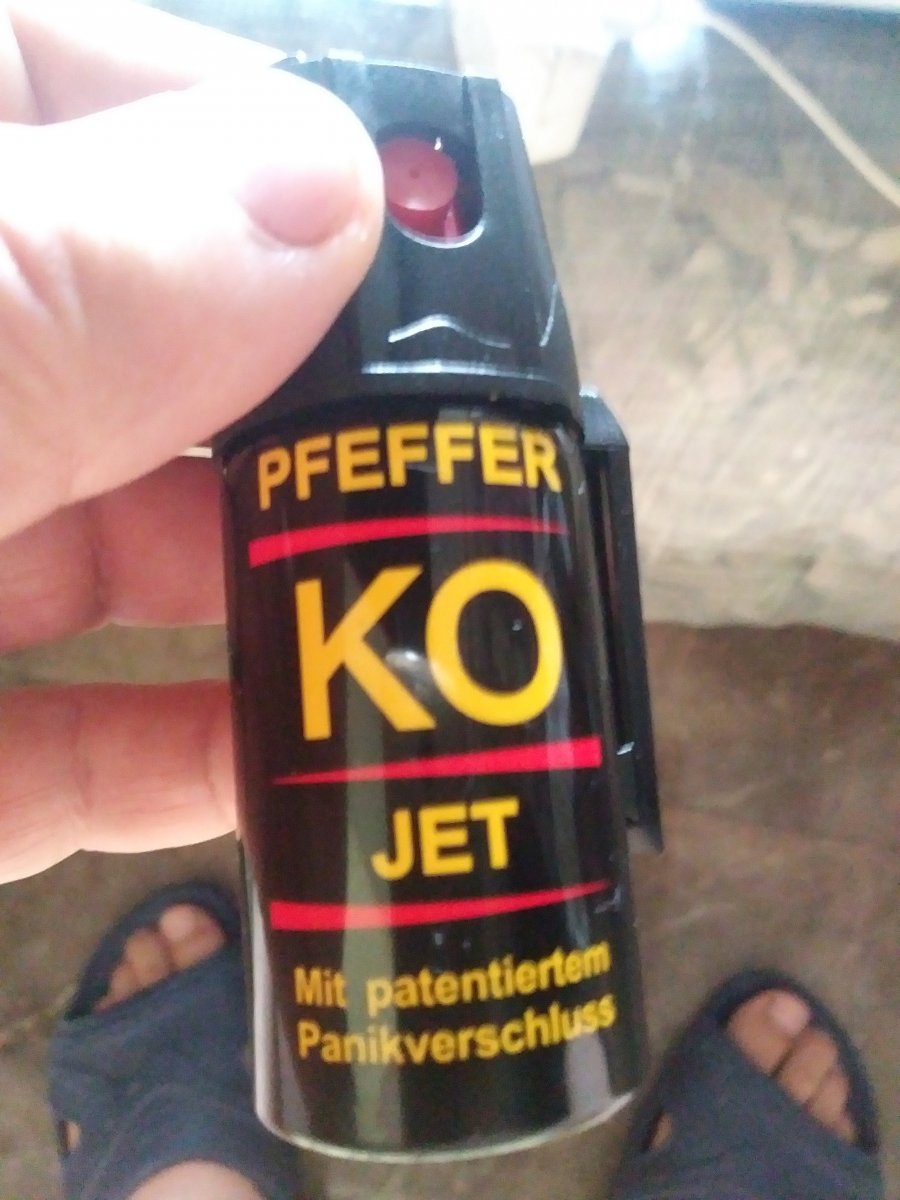 PFEFFER
KO
JET
Mit patentiertem
Panikverschluss